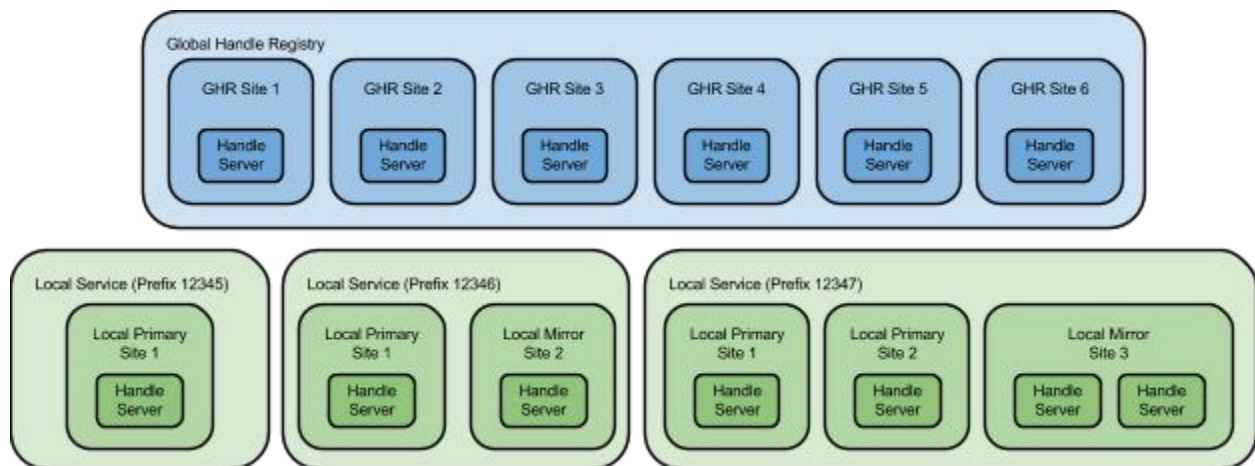 Global Handle Registry
GHR Site 1
GHR Site 2
GHR Site 3
GHR Site 4
GHR Site 5
GHR Site 6
Handle
Server
Handle
Server
Handle
Server
Handle
Server
Handle
Server
Handle
Server
Local Service (Prefix 12345)
Local Primary
Site 1
Handle
Server
Local Service (Prefix 12346)
Local Primary
Site 1
Handle
Server
Local Mirror
Site 2
Handle
Server
Local Service (Prefix 12347)
Local Primary
Site 1
Handle
Server
Local Primary
Site 2
Handle
Server
Local Mirror
Site 3
Handle
Server
Handle
Server